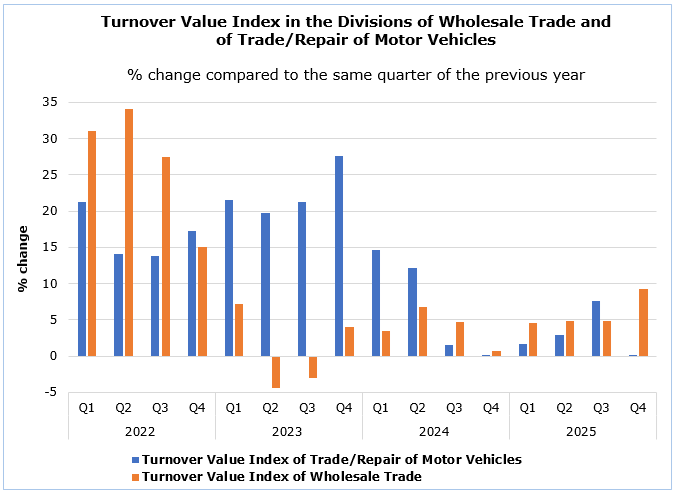 Turnover Value Index in the Divisions of Wholesale Trade and
of Trade/Repair of Motor Vehicles
% change compared to the same quarter of the previous year
35
30
25
20
15
10
5
0
-5
% change
Q1 Q2 Q3 Q4 Q1 Q2 Q3 Q4 Q1 Q2 Q3 Q4 Q1 Q2 Q3 Q4
2022 2023 2024 2025
Turnover Value Index of Trade/Repair of Motor Vehicles
Turnover Value Index of Wholesale Trade